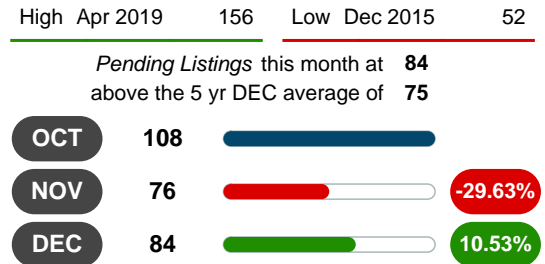 High Apr 2019 156 Low Dec 2015 52
Pending Listings this month at 84
above the 5 yr DEC average of 75
OCT 108
NOV 76 -29.63%
DEC 84 10.53%